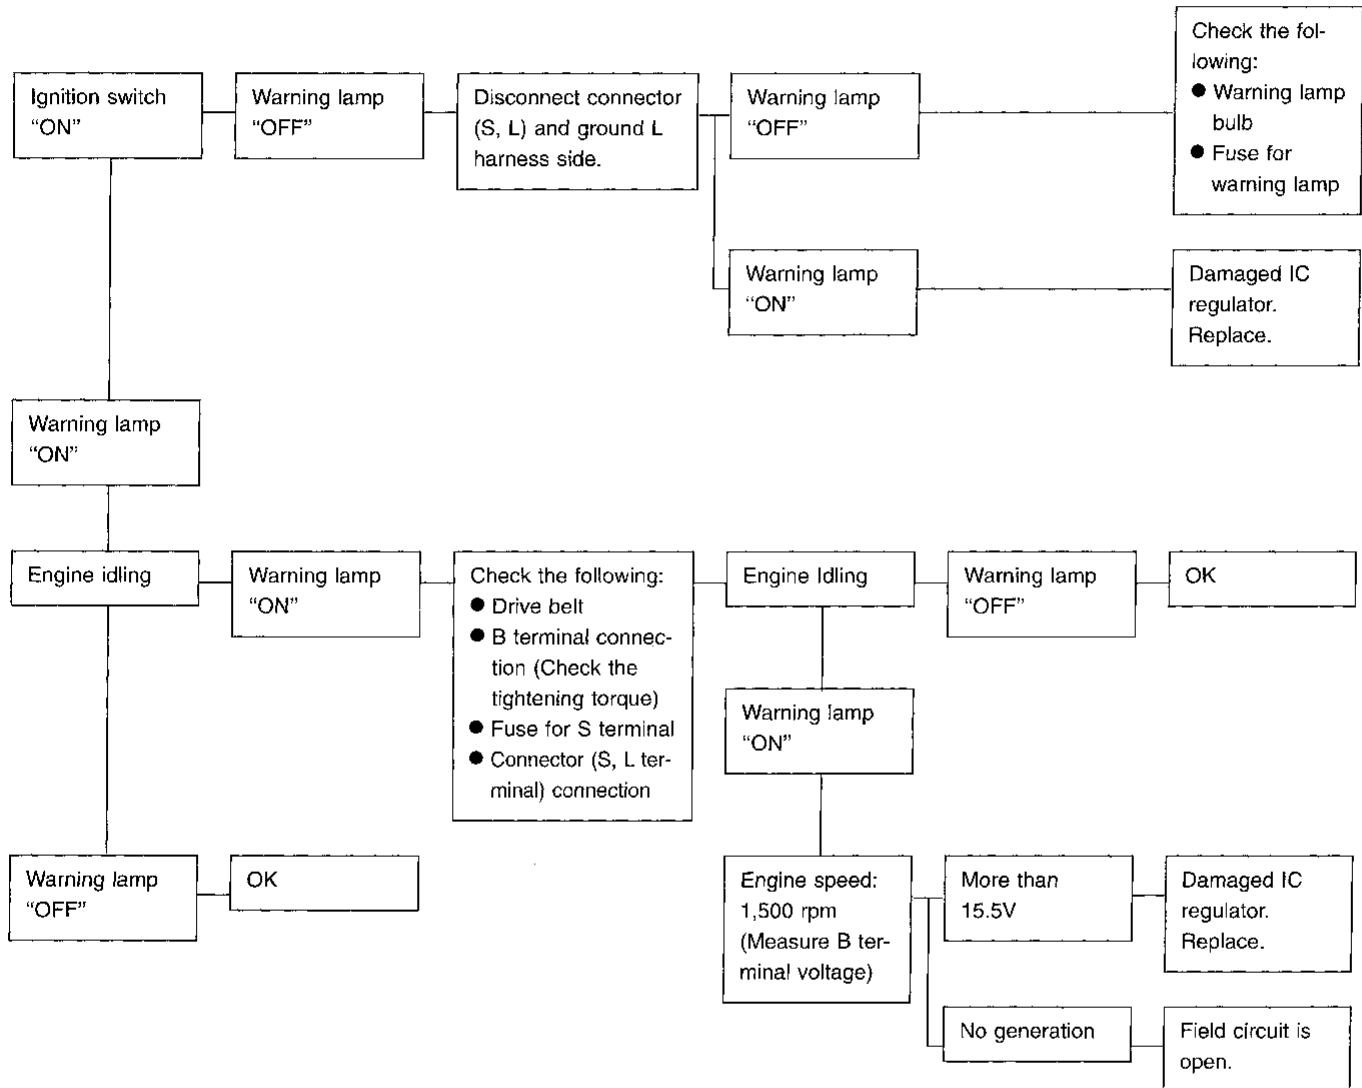 Ignition switch
“ON”
Warning lamp
“OFF”
Disconnect connector
(S, L) and ground L
harness side.
Warning lamp
“OFF”
Check the fol-
lowing:
● Warning lamp
bulb
● Fuse for
warning lamp
Warning lamp
“ON”
Damaged IC
regulator.
Replace.
Warning lamp
“ON”
Engine idling
Warning lamp
“ON”
Check the following:
● Drive belt
● B terminal connec-
tion (Check the
tightening torque)
● Fuse for S terminal
● Connector (S, L ter-
minal) connection
Engine Idling
Warning lamp
“OFF”
OK
Warning lamp
“ON”
Warning lamp
“OFF”
OK
Engine speed:
1,500 rpm
(Measure B ter-
minal voltage)
More than
15.5V
Damaged IC
regulator.
Replace.
No generation
Field circuit is
open.